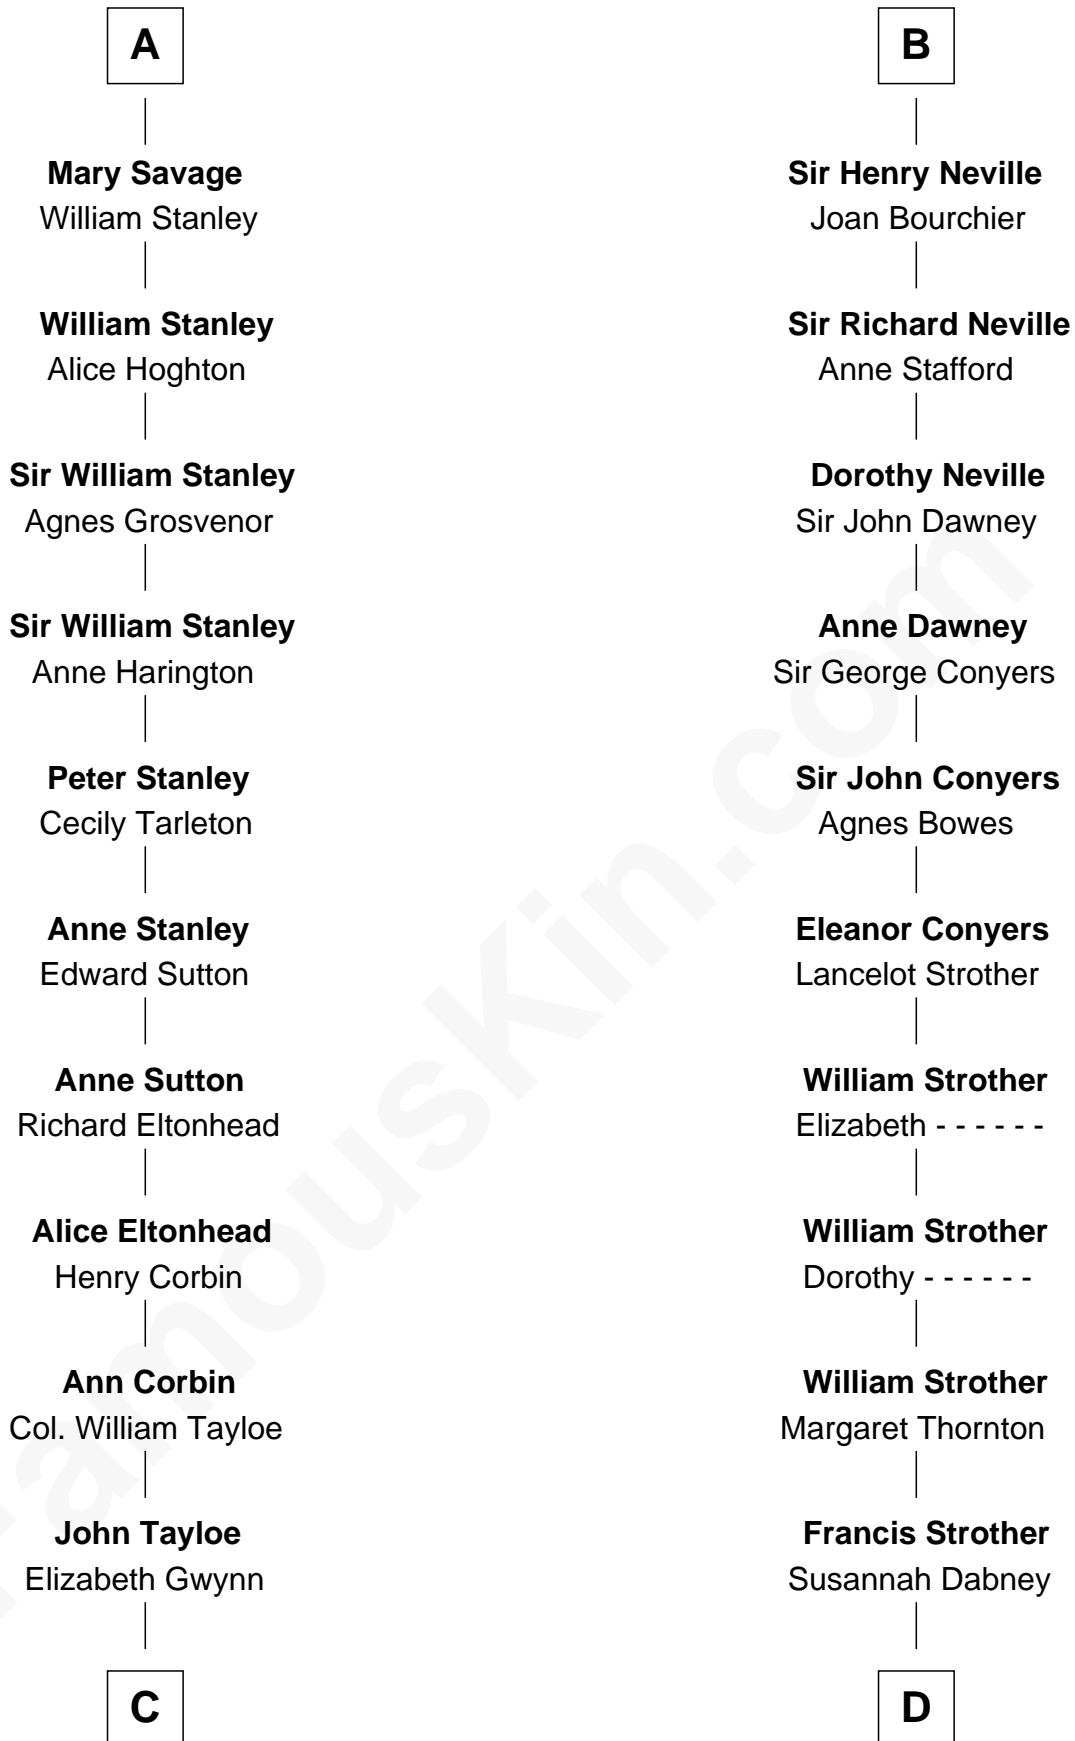 A
Mary Savage
William Stanley
William Stanley
Alice Hoghton
Sir William Stanley
Agnes Grosvenor
Sir William Stanley
Anne Harington
Peter Stanley
Cecily Tarleton
Anne Stanley
Edward Sutton
Anne Sutton
Richard Eltonhead
Alice Eltonhead
Henry Corbin
Ann Corbin
Col. William Tayloe
John Tayloe
Elizabeth Gwynn
C
B
Sir Henry Neville
Joan Bourchier
Sir Richard Neville
Anne Stafford
Dorothy Neville
Sir John Dawney
Anne Dawney
Sir George Conyers
Sir John Conyers
Agnes Bowes
Eleanor Conyers
Lancelot Strother
William Strother
Elizabeth - - - - - -
William Strother
Dorothy - - - - - -
William Strother
Margaret Thornton
Francis Strother
Susannah Dabney
D
FamousKin.com